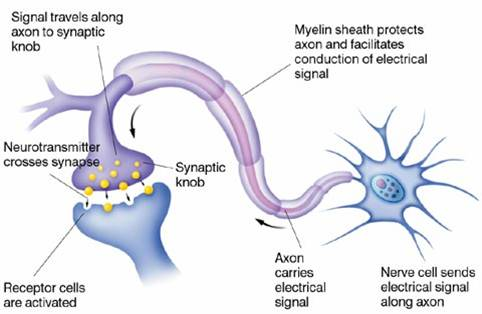 Signal travels along
axon to synaptic
knob
Myelin sheath protects
axon and facilitates
conduction of electrical
signal
Neurotransmitter
crosses synapse
Synaptic
knob
Receptor cells
are activated
Axon
carries
electrical
signal
Nerve cell sends
electrical signal
along axon